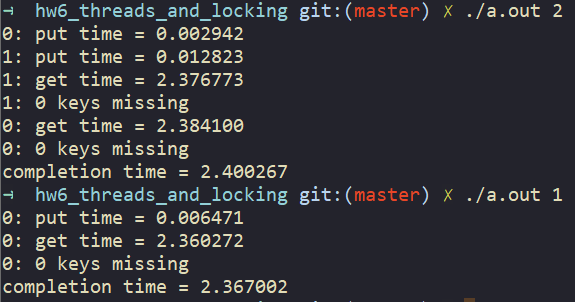 → hw6_threads_and_locking git:(master) ✗ ./a.out 2
0: put time = 0.002942
1: put time = 0.012823
1: get time = 2.376773
1: 0 keys missing
0: get time = 2.384100
0: 0 keys missing
completion time = 2.400267
→ hw6_threads_and_locking git:(master) ✗ ./a.out 1
0: put time = 0.006471
0: get time = 2.360272
0: 0 keys missing
completion time = 2.367002